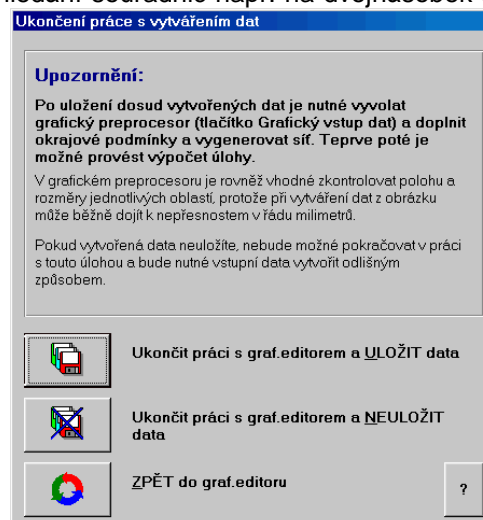 souřadnic např. na dvojnásobek
Ukončení práce s vytvářením dat
Upozornění:
Po uložení dosud vytvořených dat je nutné vyvolat
grafický preprocesor (tlačítko Grafický vstup dat) a doplnit
okrajové podmínky a vygenerovat síť. Teprve poté je
možné provést výpočet úlohy.
V grafickém preprocesoru je rovněž vhodné zkontrolovat polohu a
rozměry jednotlivých oblastí, protože při vytváření dat z obrázku
může běžně dojít k nepřesnostem v řádu milimetrů.
Pokud vytvořená data neuložíte, nebude možné pokračovat v práci
s touto úlohou a bude nutné vstupní data vytvořit odlišným
způsobem.
Ukončit práci s graf.editorem a ULOŽIT data
Ukončit práci s graf.editorem a NEULOŽIT
data
ZPĚT do graf.editoru
?